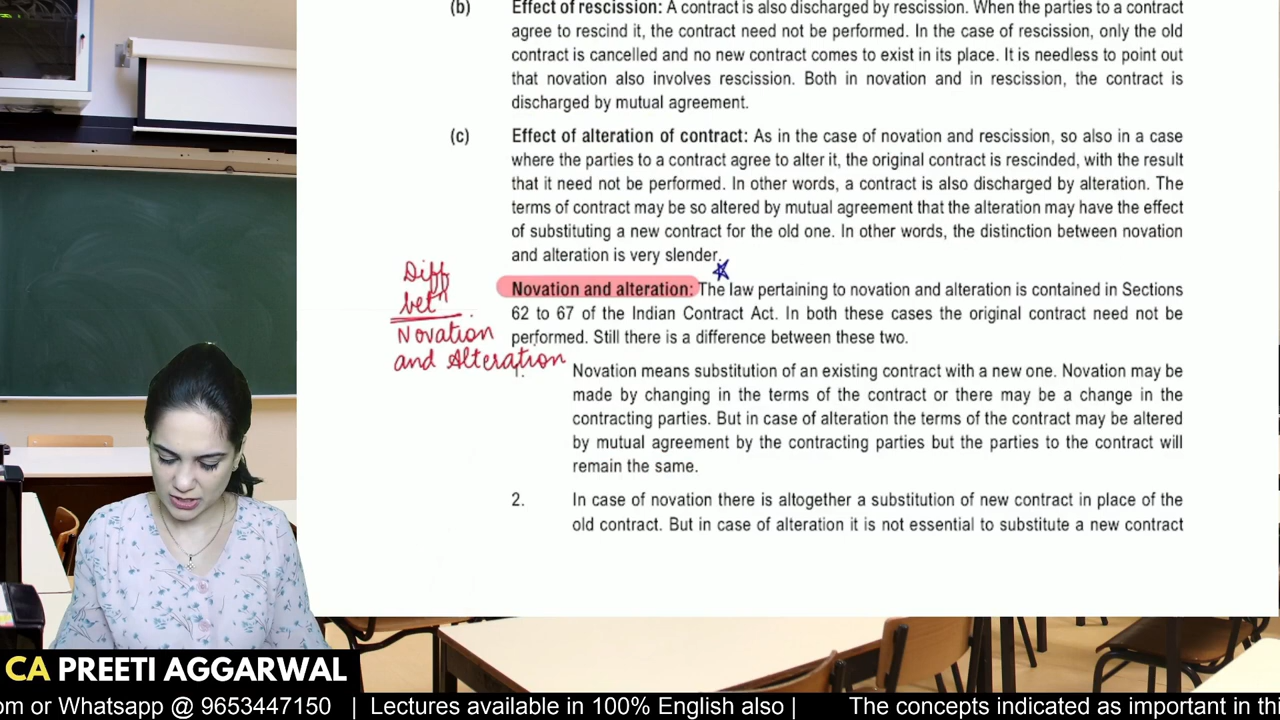 (b) Effect of rescission: A contract is also discharged by rescission. When the parties to a contract
agree to rescind it, the contract need not be performed. In the case of rescission, only the old
contract is cancelled and no new contract comes to exist in its place. It is needless to point out
that novation also involves rescission. Both in novation and in rescission, the contract is
discharged by mutual agreement.
(c) Effect of alteration of contract: As in the case of novation and rescission, so also in a case
where the parties to a contract agree to alter it, the original contract is rescinded, with the result
that it need not be performed. In other words, a contract is also discharged by alteration. The
terms of contract may be so altered by mutual agreement that the alteration may have the effect
of substituting a new contract for the old one. In other words, the distinction between novation
and alteration is very slender.
Diff
betn
Novation
and Alteration
Novation and alteration: The law pertaining to novation and alteration is contained in Sections
62 to 67 of the Indian Contract Act. In both these cases the original contract need not be
performed. Still there is a difference between these two.
1. Novation means substitution of an existing contract with a new one. Novation may be
made by changing in the terms of the contract or there may be a change in the
contracting parties. But in case of alteration the terms of the contract may be altered
by mutual agreement by the contracting parties but the parties to the contract will
remain the same.
2. In case of novation there is altogether a substitution of new contract in place of the
old contract. But in case of alteration it is not essential to substitute a new contract
CA PREETI AGGARWAL
om or Whatsapp @ 9653447150 | Lectures available in 100% English also | The concepts indicated as important in thi